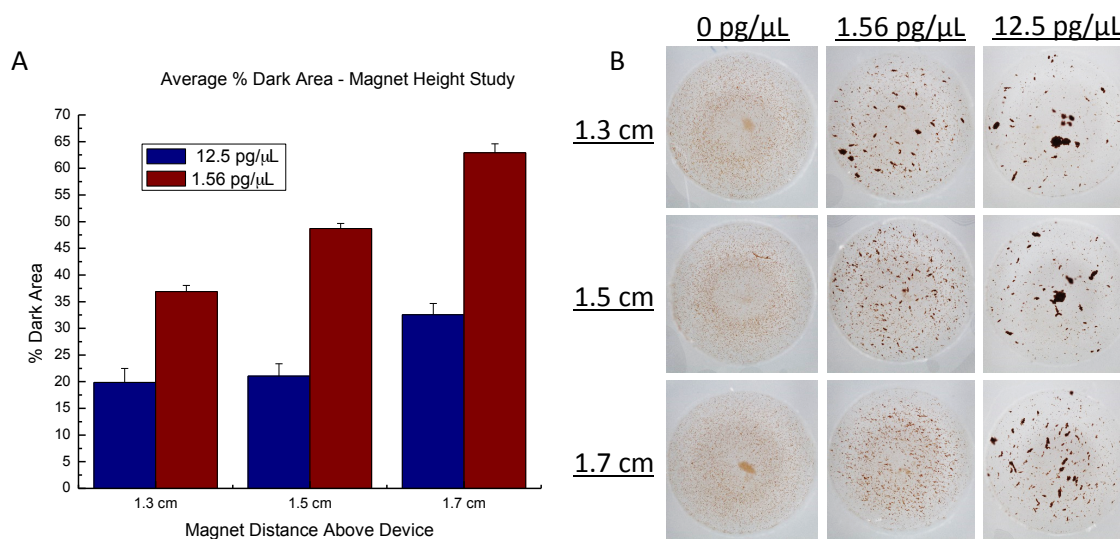 A
Average % Dark Area - Magnet Height Study
70
65
60
55
50
45
40
35
30
25
20
15
10
5
0
% Dark Area
12.5 pg/μL
1.56 pg/μL
1.3 cm
1.5 cm
1.7 cm
Magnet Distance Above Device
B
0 pg/μL
1.56 pg/μL
12.5 pg/μL
1.3 cm
1.5 cm
1.7 cm